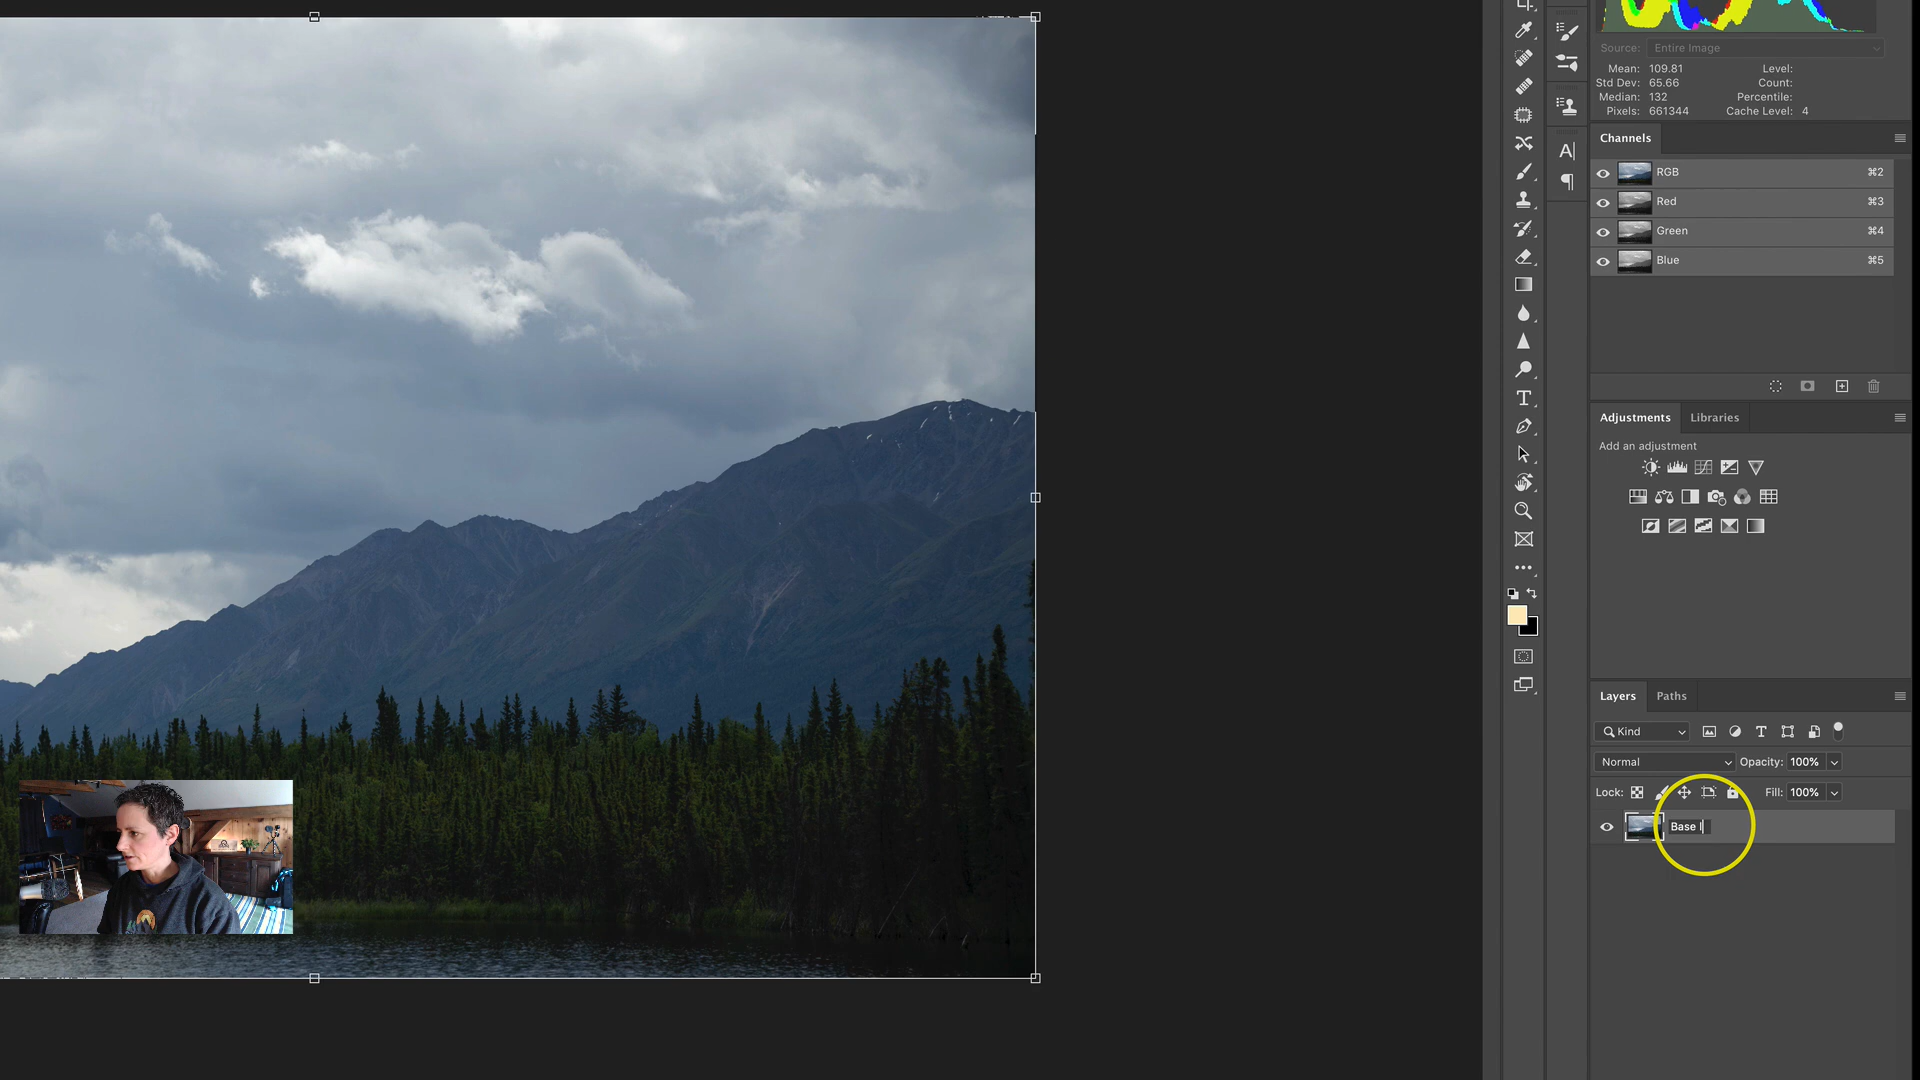 Source: Entire Image
Mean: 109.81 Level:
Std Dev: 65.66 Count:
Median: 132 Percentile:
Pixels: 661344 Cache Level: 4
Channels
RGB ⌘2
Red ⌘3
Green ⌘4
Blue ⌘5
Adjustments Libraries
Add an adjustment
Layers Paths
Kind
Normal Opacity: 100%
Lock: Fill: 100%
Base l